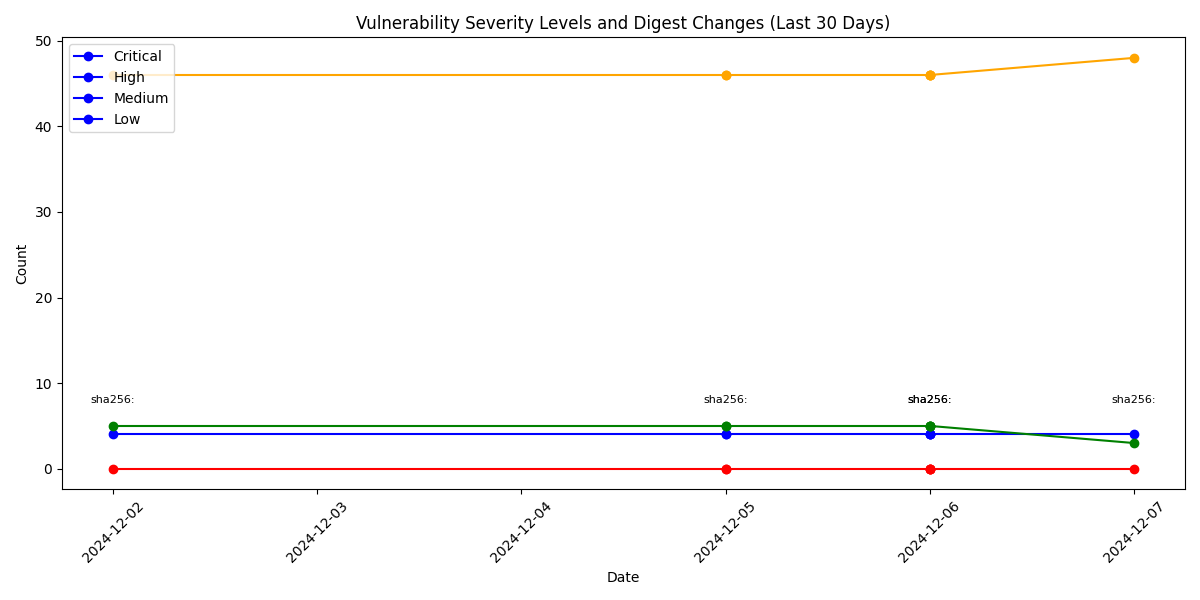 Vulnerability Severity Levels and Digest Changes (Last 30 Days)
Critical
High
Medium
Low
Count
50
40
30
20
10
0
sha256:
sha256:
sha256:
sha256:
2024-12-02
2024-12-03
2024-12-04
2024-12-05
2024-12-06
2024-12-07
Date